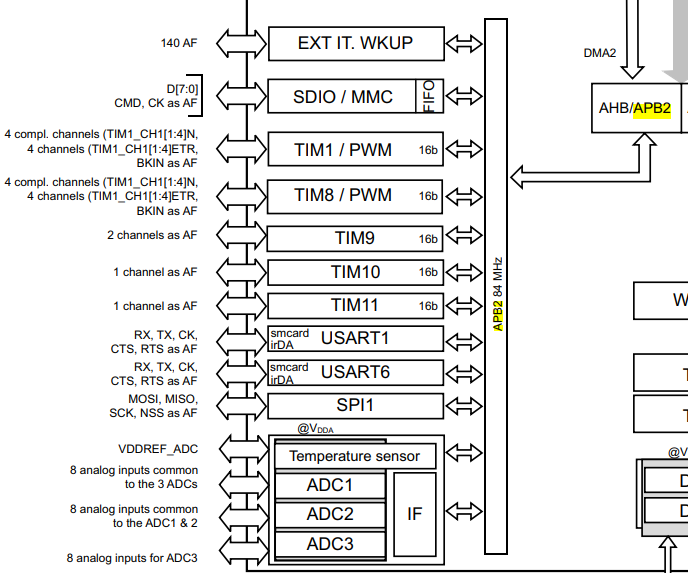 DMA2
140 AF
EXT IT. WKUP
D[7:0]
CMD, CK as AF
SDIO / MMC
FIFO
AHB/APB2
4 compl. channels (TIM1_CH1[1:4]N,
4 channels (TIM1_CH1[1:4]ETR,
BKIN as AF
TIM1 / PWM 16b
4 compl. channels (TIM1_CH1[1:4]N,
4 channels (TIM1_CH1[1:4]ETR,
BKIN as AF
TIM8 / PWM 16b
2 channels as AF
TIM9 16b
1 channel as AF
TIM10 16b
1 channel as AF
TIM11 16b
APB2 84 MHz
RX, TX, CK,
CTS, RTS as AF
smcard
irDA
USART1
RX, TX, CK,
CTS, RTS as AF
smcard
irDA
USART6
MOSI, MISO,
SCK, NSS as AF
SPI1
@VDDA
VDDREF_ADC
Temperature sensor
8 analog inputs common
to the 3 ADCs
ADC1
8 analog inputs common
to the ADC1 & 2
ADC2
IF
8 analog inputs for ADC3
ADC3
W
@V